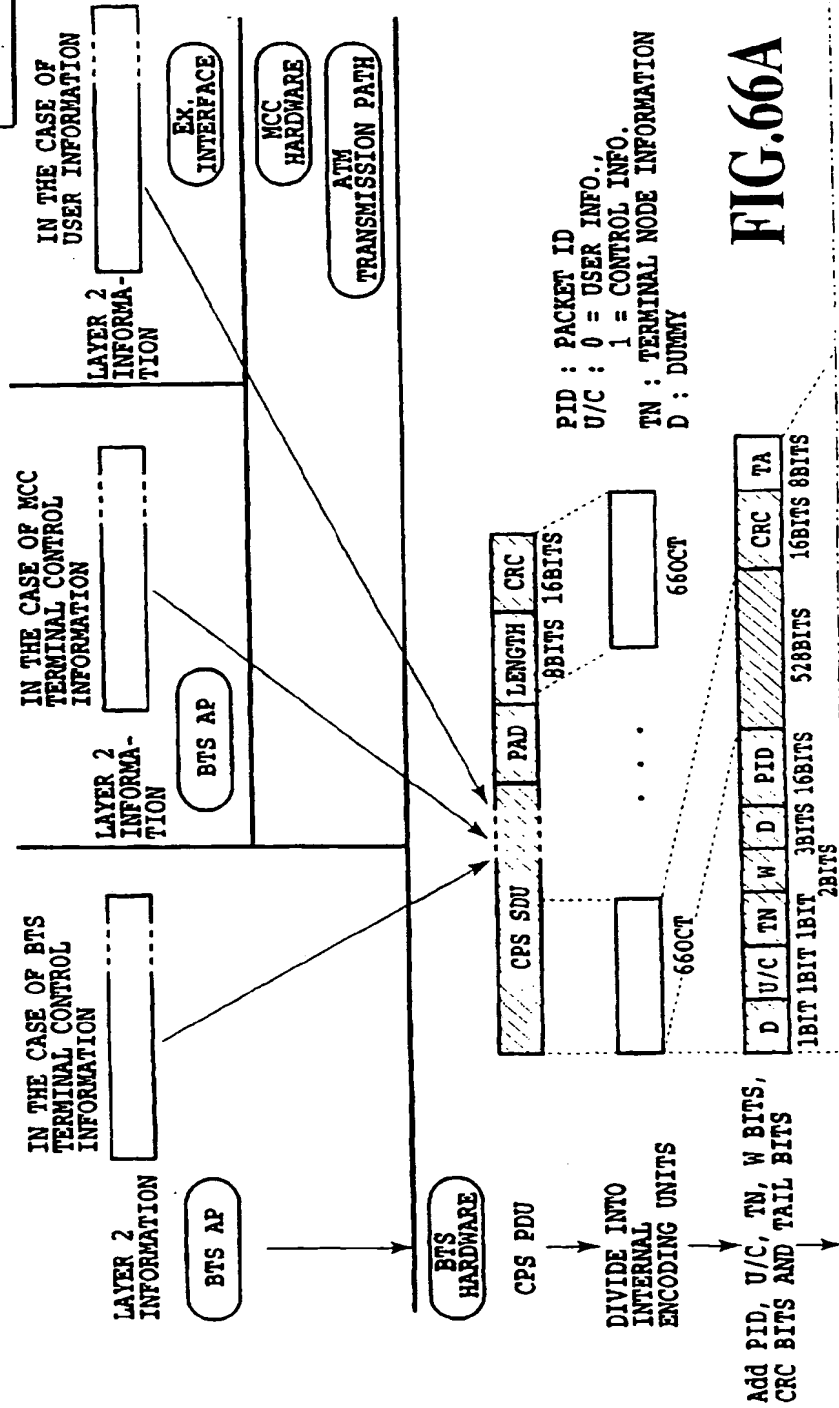 IN THE CASE OF BTS
TERMINAL CONTROL
INFORMATION
LAYER 2
INFORMATION
BTS AP
IN THE CASE OF MCC
TERMINAL CONTROL
INFORMATION
LAYER 2
INFORMA-
TION
BTS AP
IN THE CASE OF
USER INFORMATION
LAYER 2
INFORMA-
TION
EX.
INTERFACE
MCC
HARDWARE
ATM
TRANSMISSION PATH
BTS
HARDWARE
CPS PDU
CPS SDU PAD LENGTH CRC
8BITS 16BITS
DIVIDE INTO
INTERNAL
ENCODING UNITS
66OCT . . . 66OCT
PID : PACKET ID
U/C : 0 = USER INFO.,
1 = CONTROL INFO.
TN : TERMINAL NODE INFORMATION
D : DUMMY
Add PID, U/C, TN, W BITS,
CRC BITS AND TAIL BITS
D U/C TN W D PID CRC TA
1BIT 1BIT 1BIT 2BITS 3BITS 16BITS 528BITS 16BITS 8BITS
FIG.66A